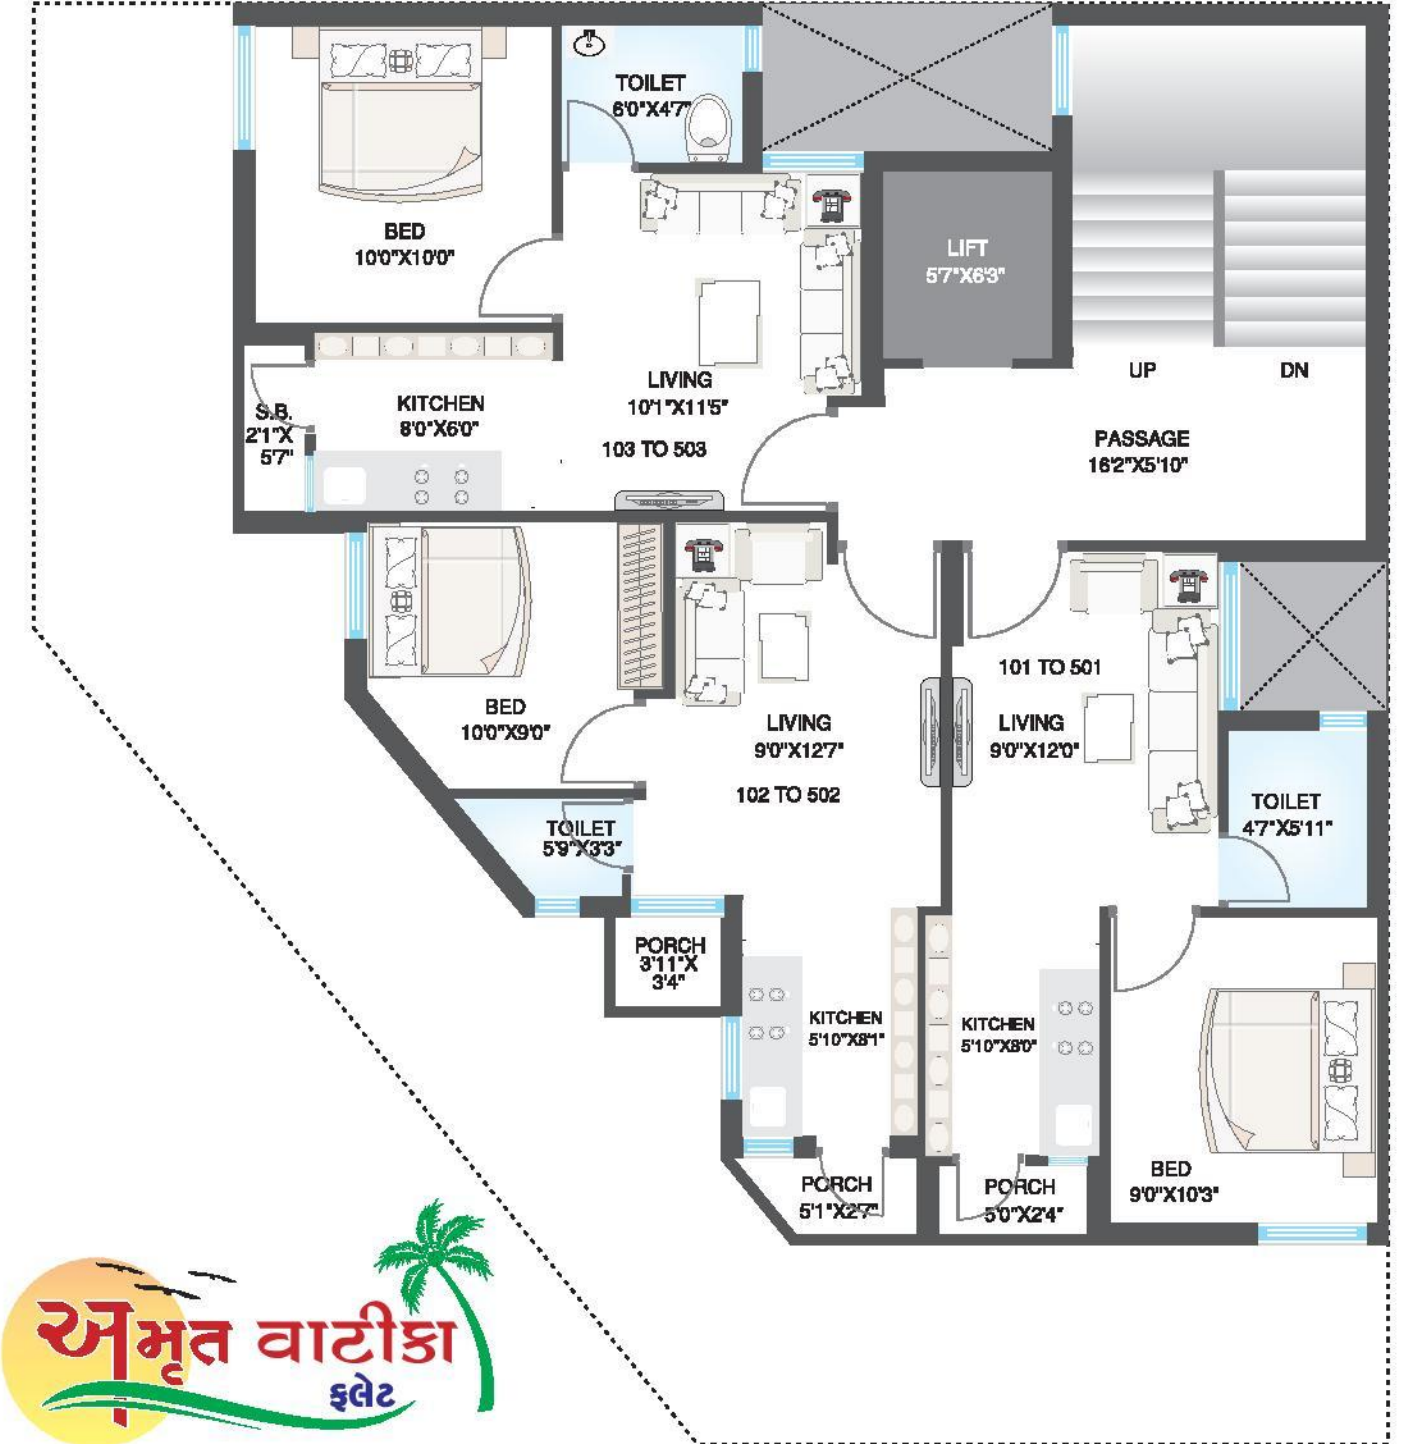 TOILET
6'0"X4'7"
BED
10'0"X10'0"
LIFT
5'7"X6'3"
UP
DN
LIVING
10'1"X11'5"
103 TO 503
KITCHEN
8'0"X6'0"
S.B.
2'1"X
5'7"
PASSAGE
16'2"X5'10"
BED
10'0"X9'0"
LIVING
9'0"X12'7"
102 TO 502
101 TO 501
LIVING
9'0"X12'0"
TOILET
4'7"X5'11"
TOILET
5'9"X3'3"
PORCH
3'11"X
3'4"
KITCHEN
5'10"X8'1"
KITCHEN
5'10"X8'0"
PORCH
5'1"X2'7"
PORCH
5'0"X2'4"
BED
9'0"X10'3"
અમૃત વાટીકા
ફ્લેટ